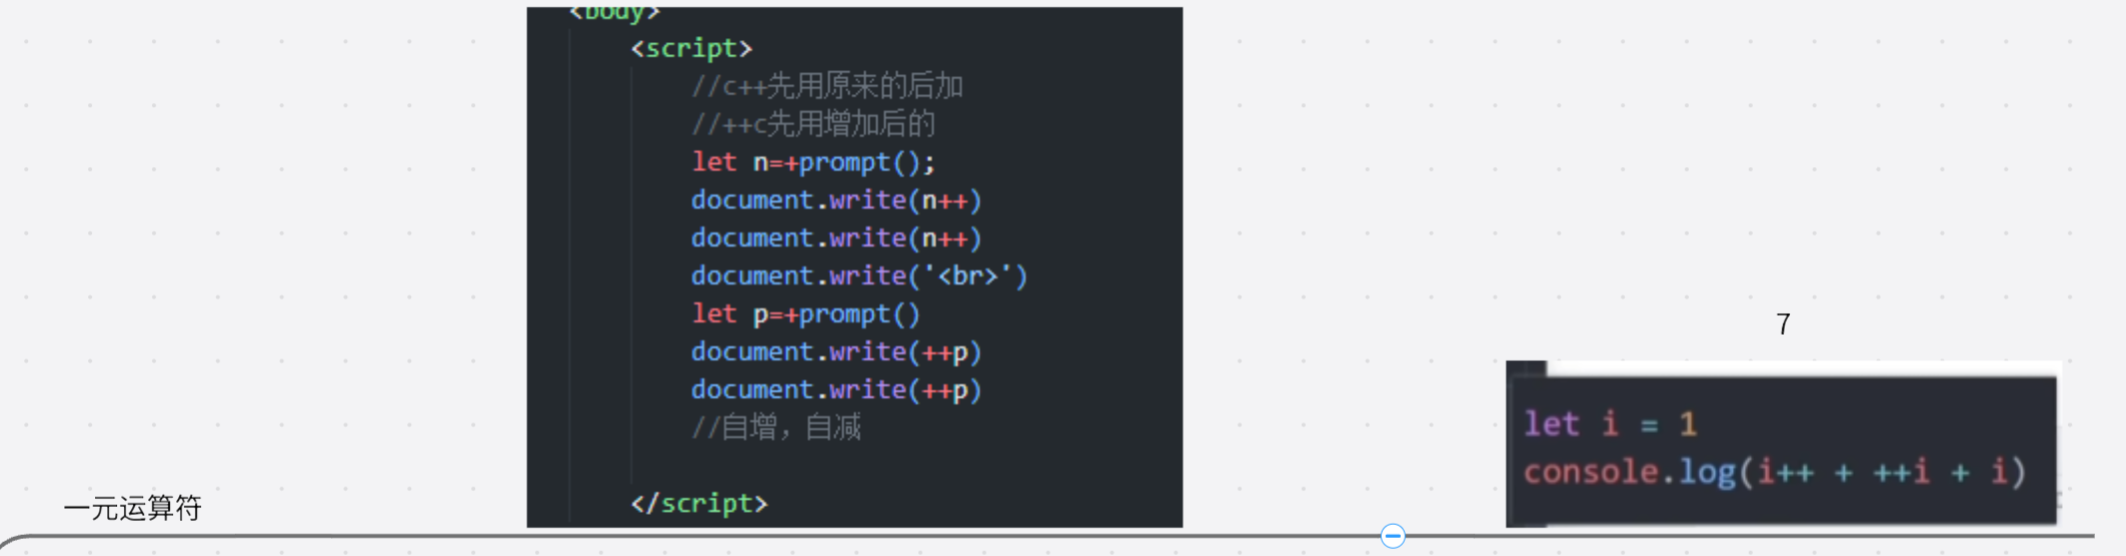 <body>
<script>
//c++先用原来的后加
//++c先用增加后的
let n=+prompt();
document.write(n++)
document.write(n++)
document.write('<br>')
let p=+prompt()
document.write(++p)
document.write(++p)
//自增，自减
</script>
一元运算符
7
let i = 1
console.log(i++ + ++i + i)